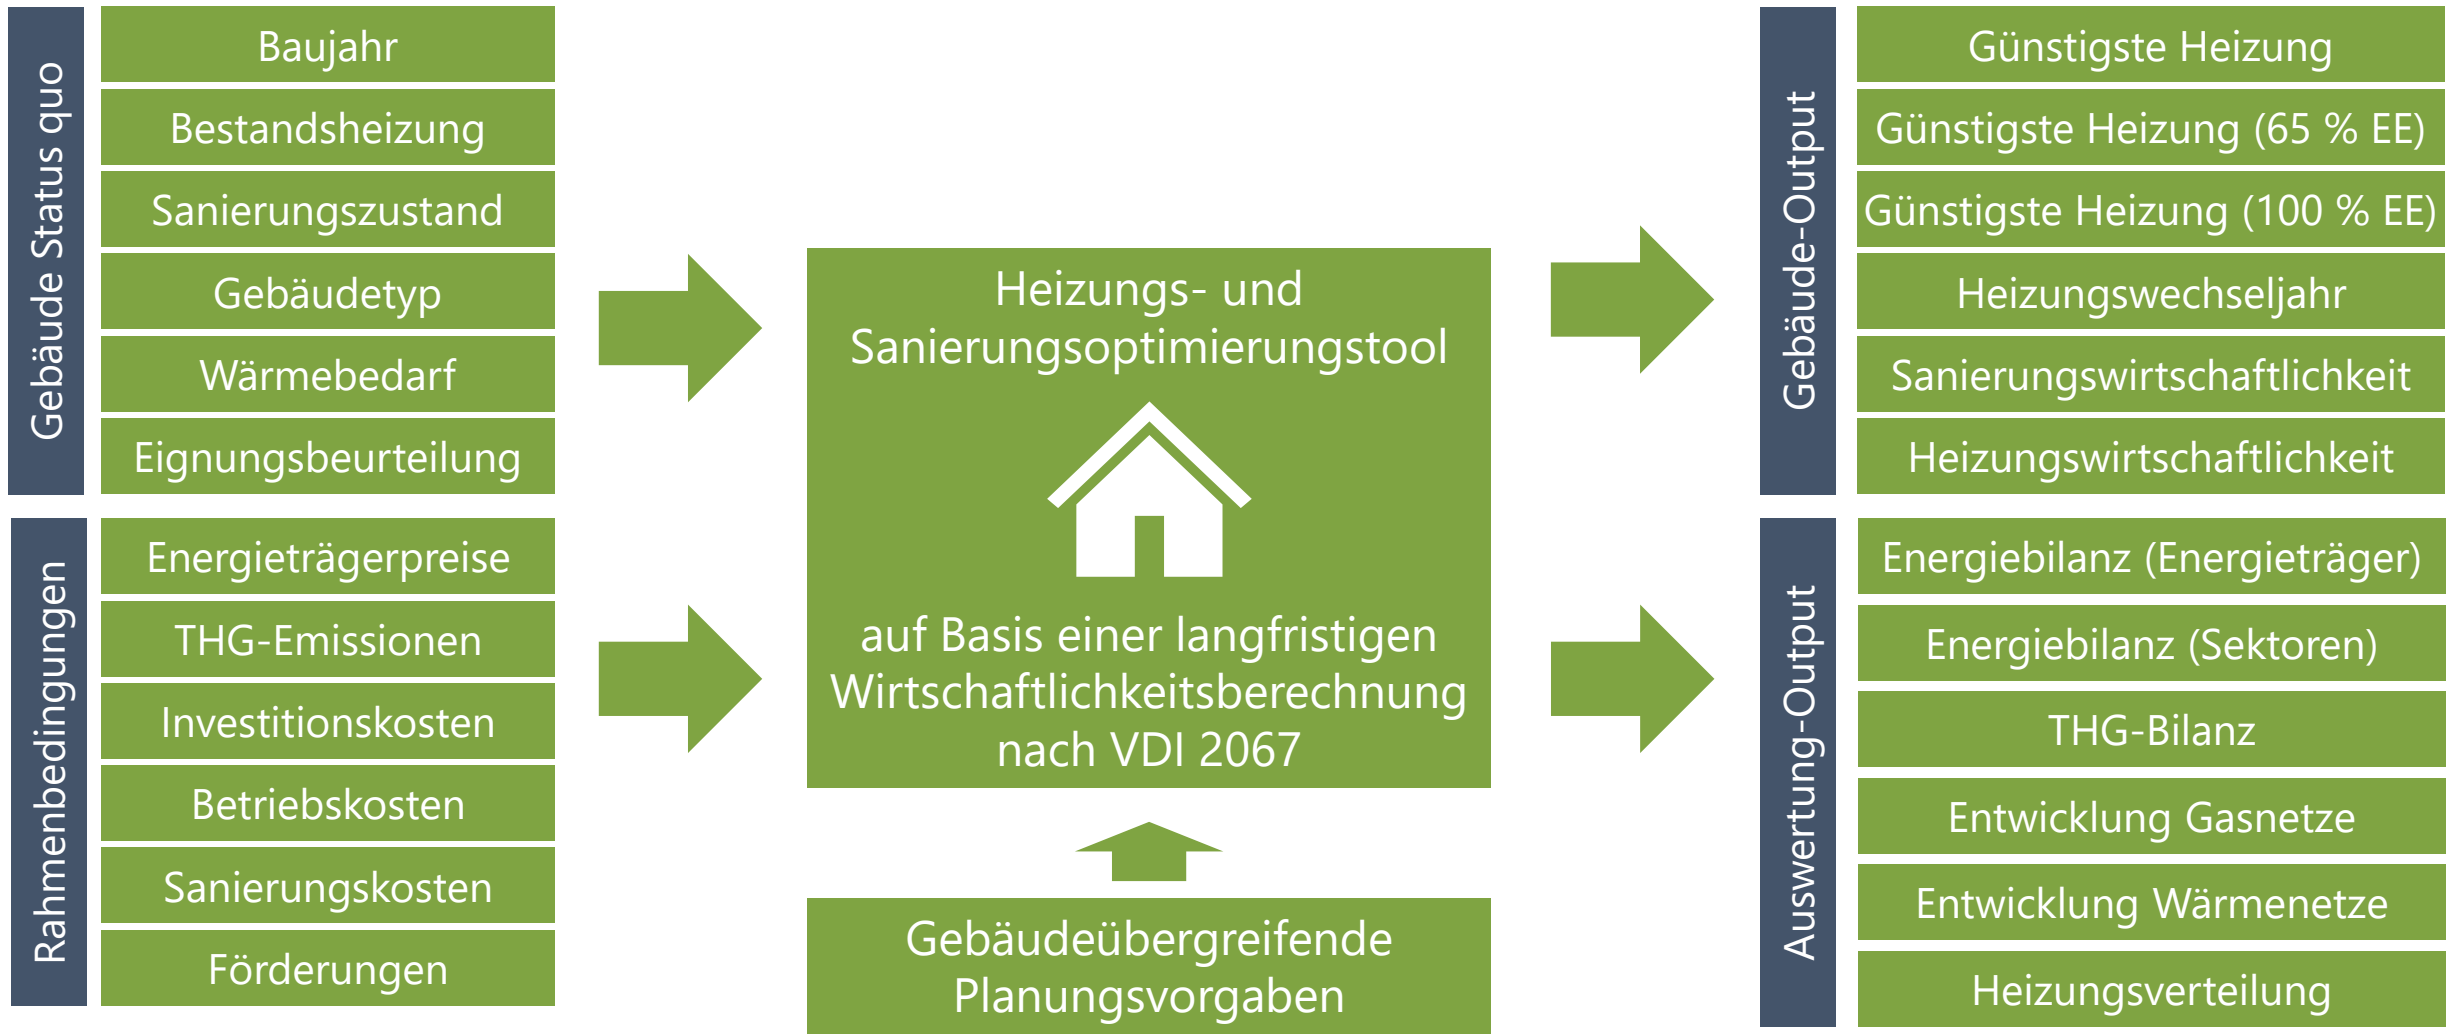 Gebäude Status quo
Baujahr
Bestandsheizung
Sanierungszustand
Gebäudetyp
Wärmebedarf
Eignungsbeurteilung
Rahmenbedingungen
Energieträgerpreise
THG-Emissionen
Investitionskosten
Betriebskosten
Sanierungskosten
Förderungen
Heizungs- und
Sanierungsoptimierungstool
auf Basis einer langfristigen
Wirtschaftlichkeitsberechnung
nach VDI 2067
Gebäudeübergreifende
Planungsvorgaben
Gebäude-Output
Günstigste Heizung
Günstigste Heizung (65 % EE)
Günstigste Heizung (100 % EE)
Heizungswechseljahr
Sanierungswirtschaftlichkeit
Heizungswirtschaftlichkeit
Auswertung-Output
Energiebilanz (Energieträger)
Energiebilanz (Sektoren)
THG-Bilanz
Entwicklung Gasnetze
Entwicklung Wärmenetze
Heizungsverteilung